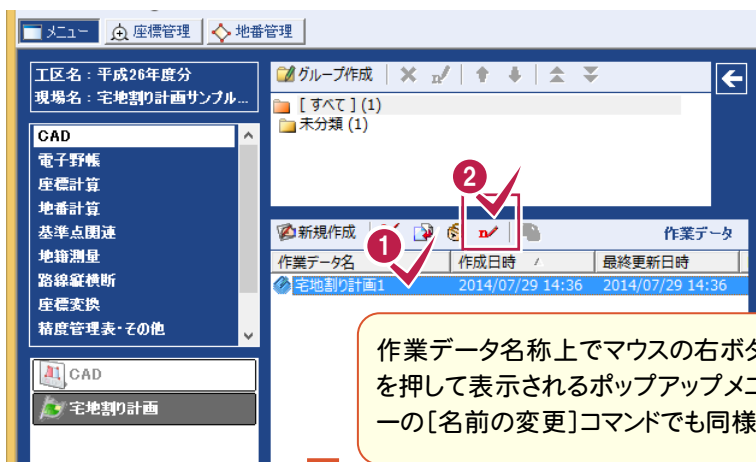 メニュー 座標管理 地番管理
工区名：平成26年度分
現場名：宅地割り計画サンプル...
グループ作成
[すべて] (1)
未分類 (1)
CAD
電子野帳
座標計算
地番計算
基準点関連
地籍測量
路線縦横断
座標変換
精度管理表・その他
CAD
宅地割り計画
2
新規作成 作業データ
1
作業データ名 作成日時 最終更新日時
宅地割り計画1 2014/07/29 14:36 2014/07/29 14:36
作業データ名称上でマウスの右ボタ
を押して表示されるポップアップメニ
ーの［名前の変更］コマンドでも同様